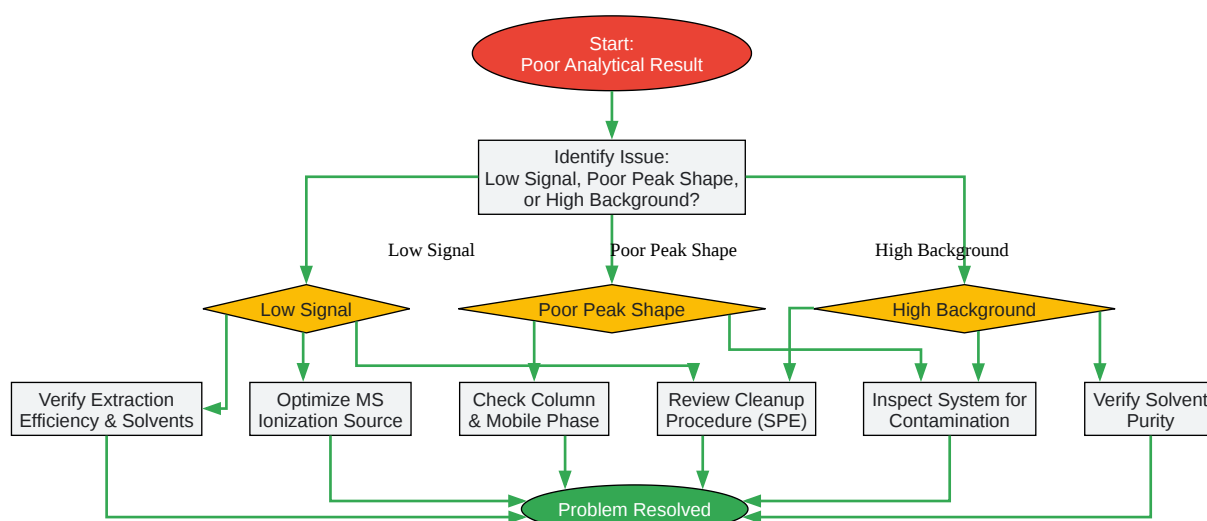 Start:
Poor Analytical Result
Identify Issue:
Low Signal, Poor Peak Shape,
or High Background?
Low Signal
Poor Peak Shape
High Background
Low Signal
Poor Peak Shape
High Background
Verify Extraction
Efficiency & Solvents
Optimize MS
Ionization Source
Check Column
& Mobile Phase
Review Cleanup
Procedure (SPE)
Inspect System for
Contamination
Verify Solvent
Purity
Problem Resolved